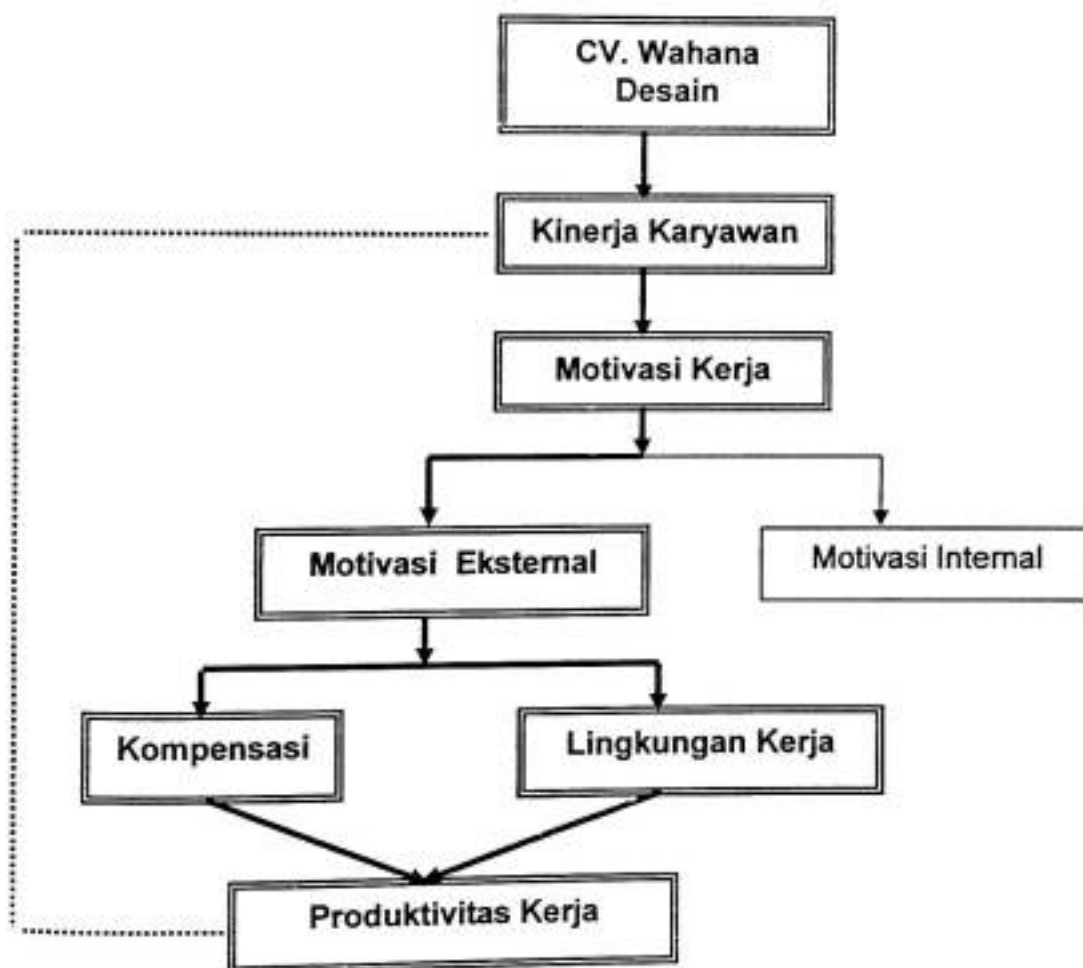 CV. Wahana
Desain
Kinerja Karyawan
Motivasi Kerja
Motivasi Eksternal
Motivasi Internal
Kompensasi
Lingkungan Kerja
Produktivitas Kerja